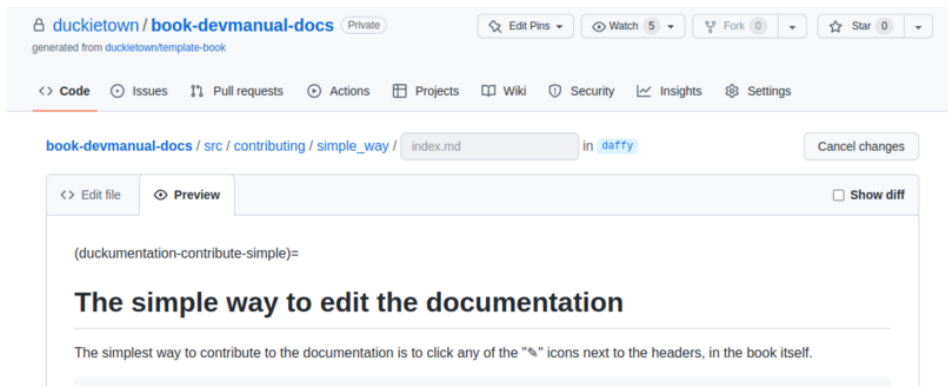 duckietown / book-devmanual-docs Private Edit Pins Watch 5 Fork 0 Star 0
generated from duckietown/template-book
<> Code Issues Pull requests Actions Projects Wiki Security Insights Settings
book-devmanual-docs / src / contributing / simple_way / index.md in daffy Cancel changes
<> Edit file Preview Show diff
(duckumentation-contribute-simple)=
The simple way to edit the documentation
The simplest way to contribute to the documentation is to click any of the "✎" icons next to the headers, in the book itself.